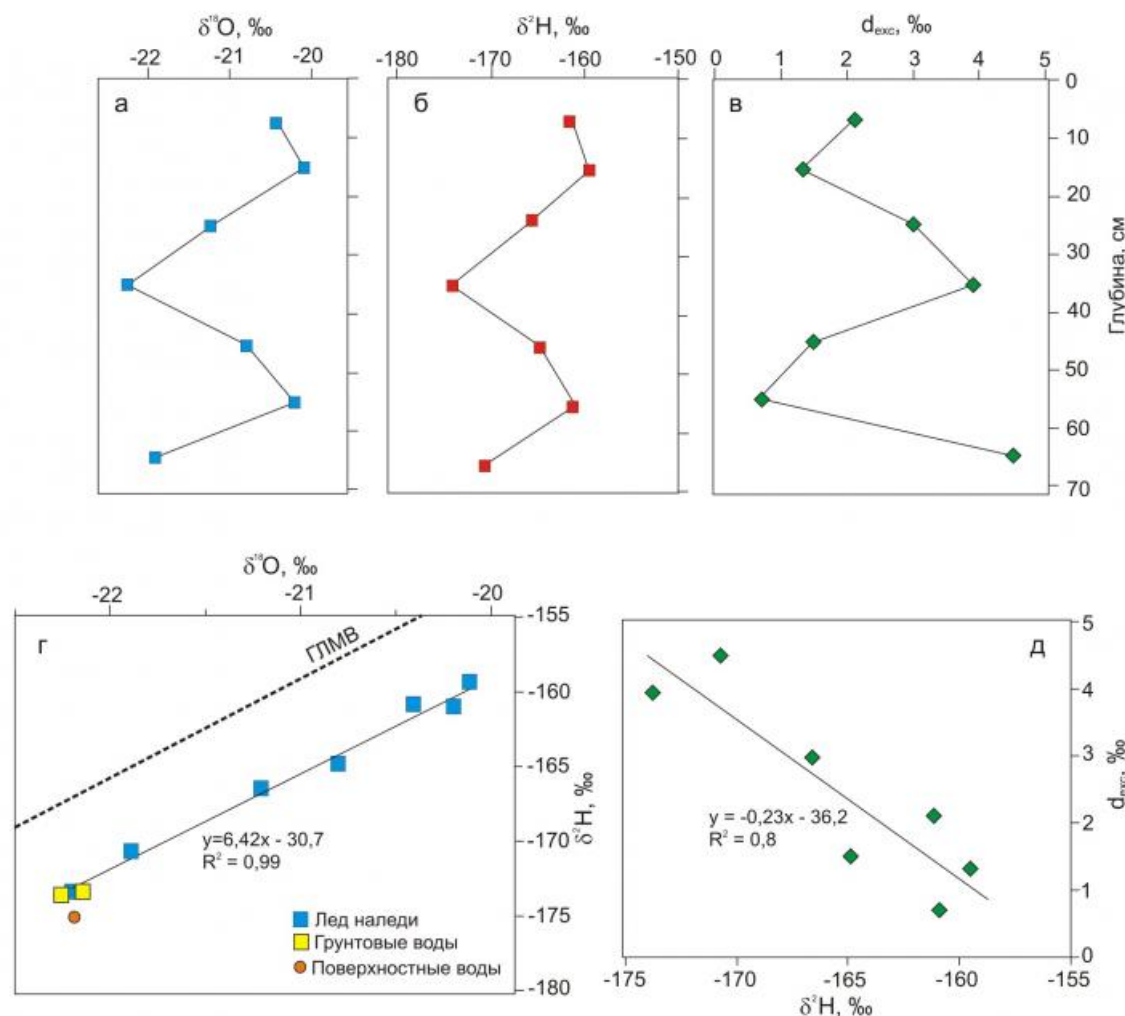 δ¹⁸O, ‰
-22 -21 -20
а
δ²H, ‰
-180 -170 -160 -150
б
dexc, ‰
0 1 2 3 4 5
в
0
10
20
30
40
50
60
70
Глубина, см
δ¹⁸O, ‰
-22 -21 -20
г
ГЛМВ
-155
-160
-165
-170
-175
-180
δ²H, ‰
y=6,42x - 30,7
R² = 0,99
Лед наледи
Грунтовые воды
Поверхностные воды
д
5
4
3
2
1
0
dexc, ‰
y = -0,23x - 36,2
R² = 0,8
-175 -170 -165 -160 -155
δ²H, ‰